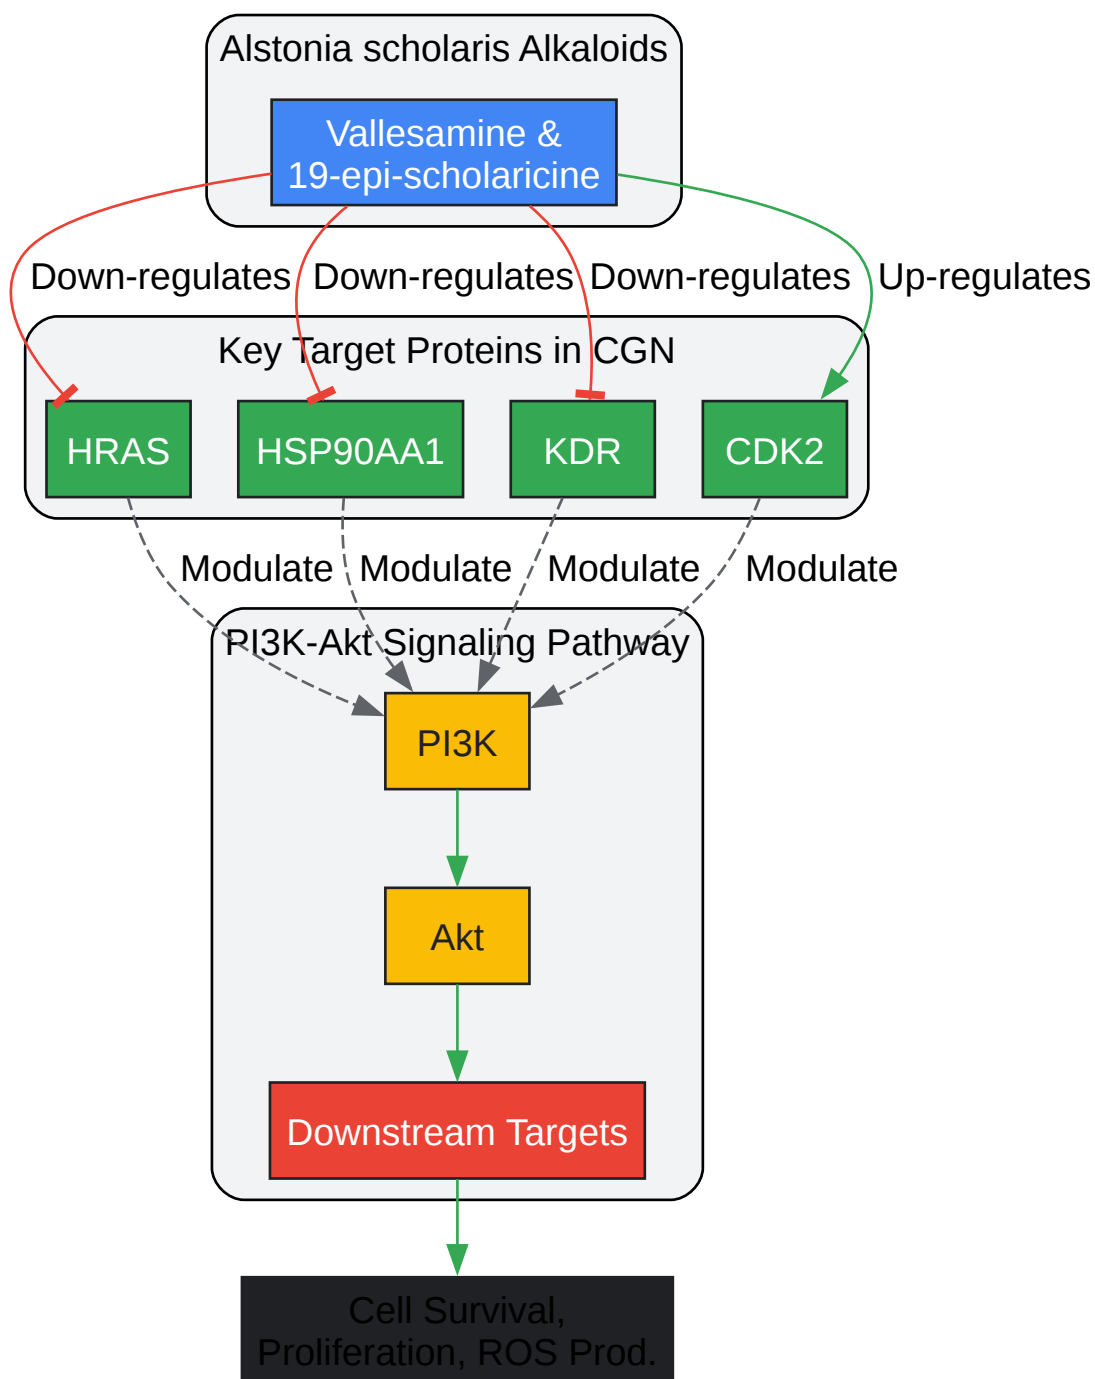 Alstonia scholaris Alkaloids
Vallesamine &
19-epi-scholaricine
Down-regulates Down-regulates Down-regulates Up-regulates
Key Target Proteins in CGN
HRAS HSP90AA1 KDR CDK2
Modulate Modulate Modulate Modulate
PI3K-Akt Signaling Pathway
PI3K
Akt
Downstream Targets
Cell Survival,
Proliferation, ROS Prod.